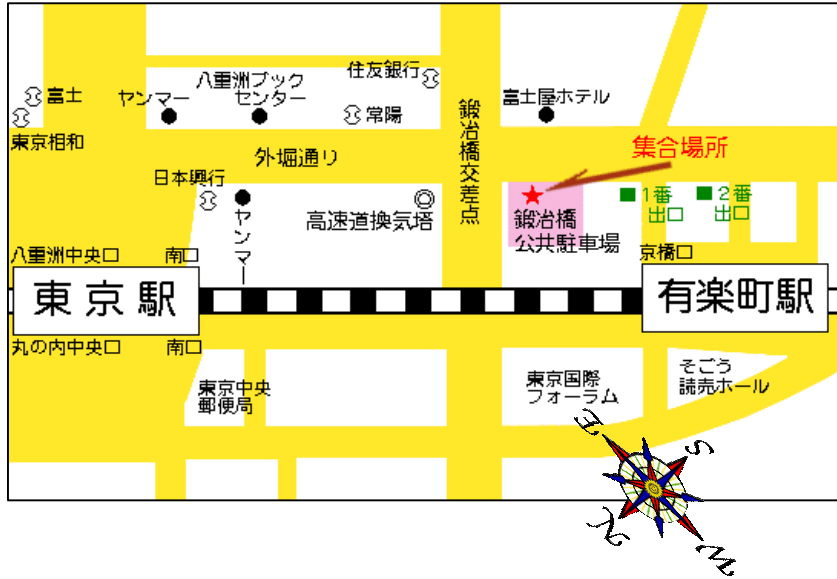 住友銀行
八重洲ブック
センター
富士
ヤンマー
常陽
富士屋ホテル
東京相和
鍛冶橋交差点
外堀通り
集合場所
日本興行
ヤンマー
高速道換気塔
鍛冶橋
公共駐車場
1番
出口
2番
出口
八重洲中央口
南口
京橋口
東京駅
有楽町駅
丸の内中央口
南口
東京中央
郵便局
東京国際
フォーラム
そごう
読売ホール
E
S
N
W